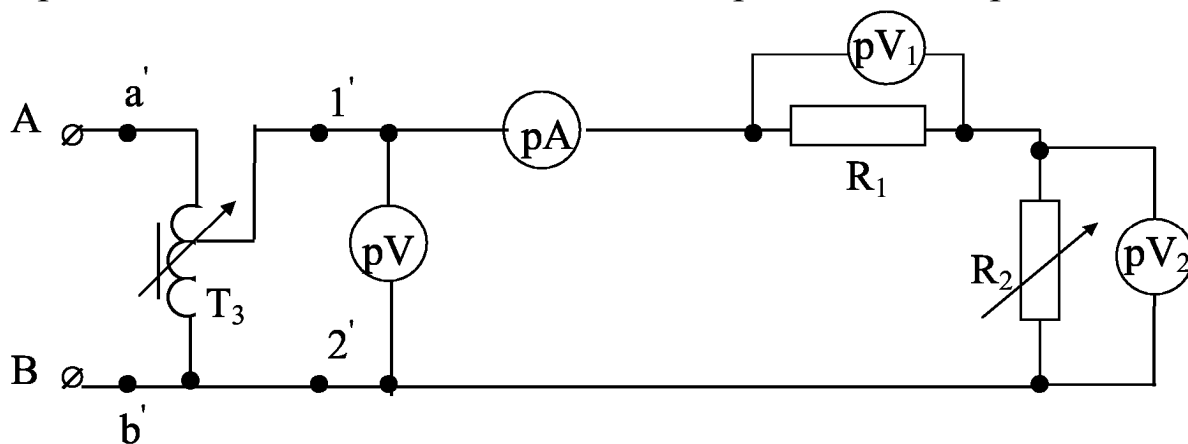 pV₁
A a' 1'
pA
R₁
pV R₂ pV₂
T₃
B 2'
b'